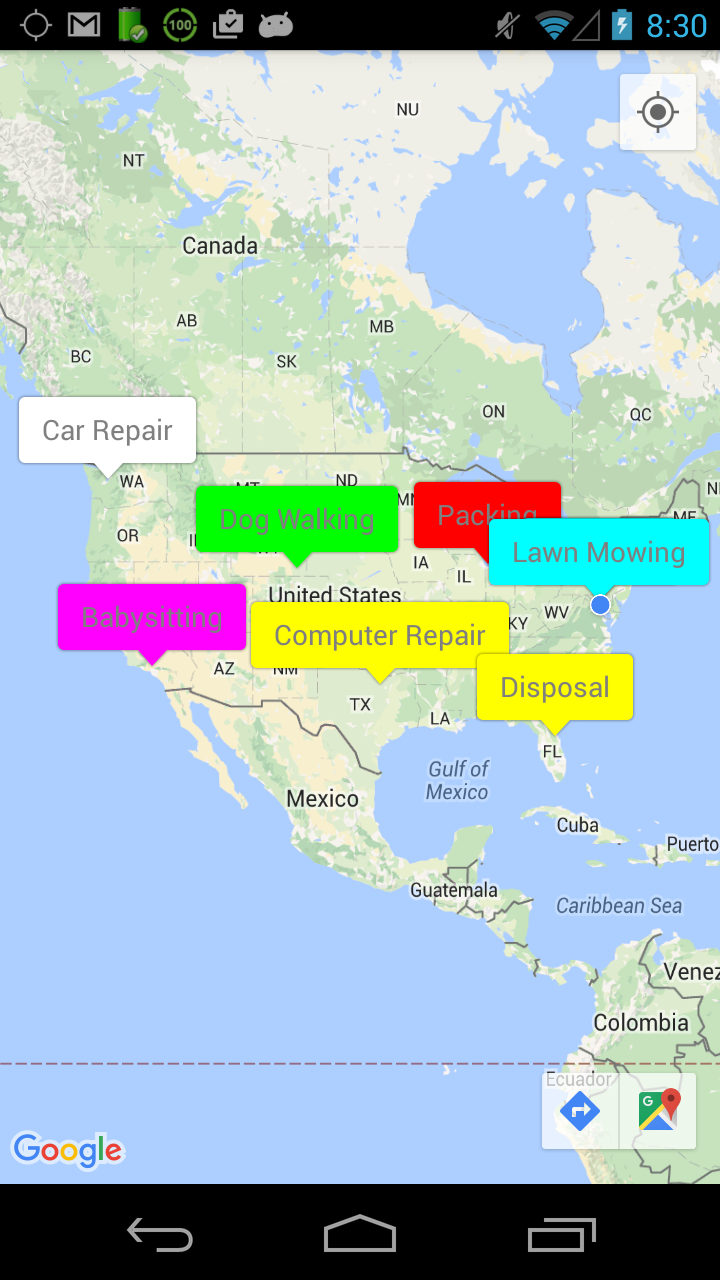 100
8:30
NU
NT
Canada
AB
MB
BC
SK
ON
QC
Car Repair
WA
ND
Dog Walking
Packing
OR
Lawn Mowing
IA
IL
United States
WV
KY
Babysitting
Computer Repair
AZ
NM
Disposal
TX
LA
FL
Gulf of
Mexico
Mexico
Cuba
Puerto
Guatemala
Caribbean Sea
Venez
Colombia
Ecuador
G
Google